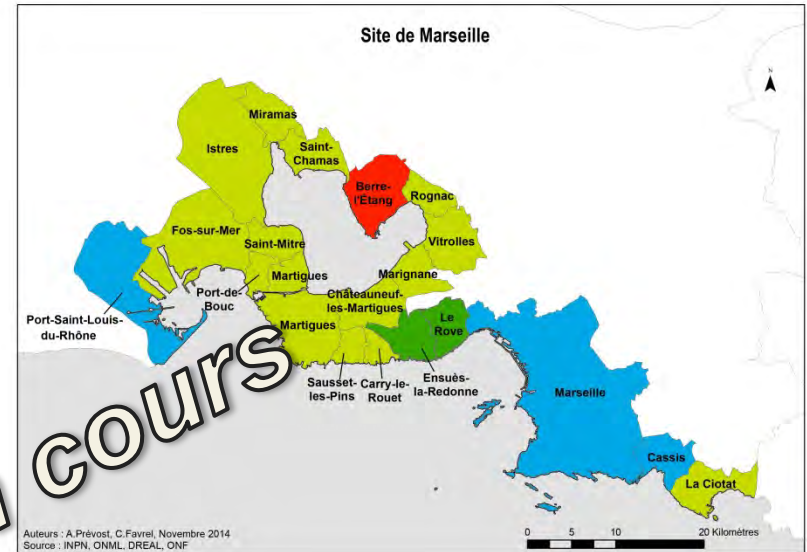 Site de Marseille
N
Miramas
Istres
Saint-
Chamas
Berre-
l'Étang
Rognac
Fos-sur-Mer
Saint-Mitre
Vitrolles
Martigues
Marignane
Port-de-
Bouc
Châteauneuf-
les-Martigues
Port-Saint-Louis-
du-Rhône
Martigues
Le
Rove
Sausset-
les-Pins
Carry-le-
Rouet
Ensuès-
la-Redonne
Marseille
Cassis
La Ciotat
cours
Auteurs : A.Prévost, C.Favrel, Novembre 2014
Source : INPN, ONML, DREAL, ONF
0 5 10 20 Kilomètres